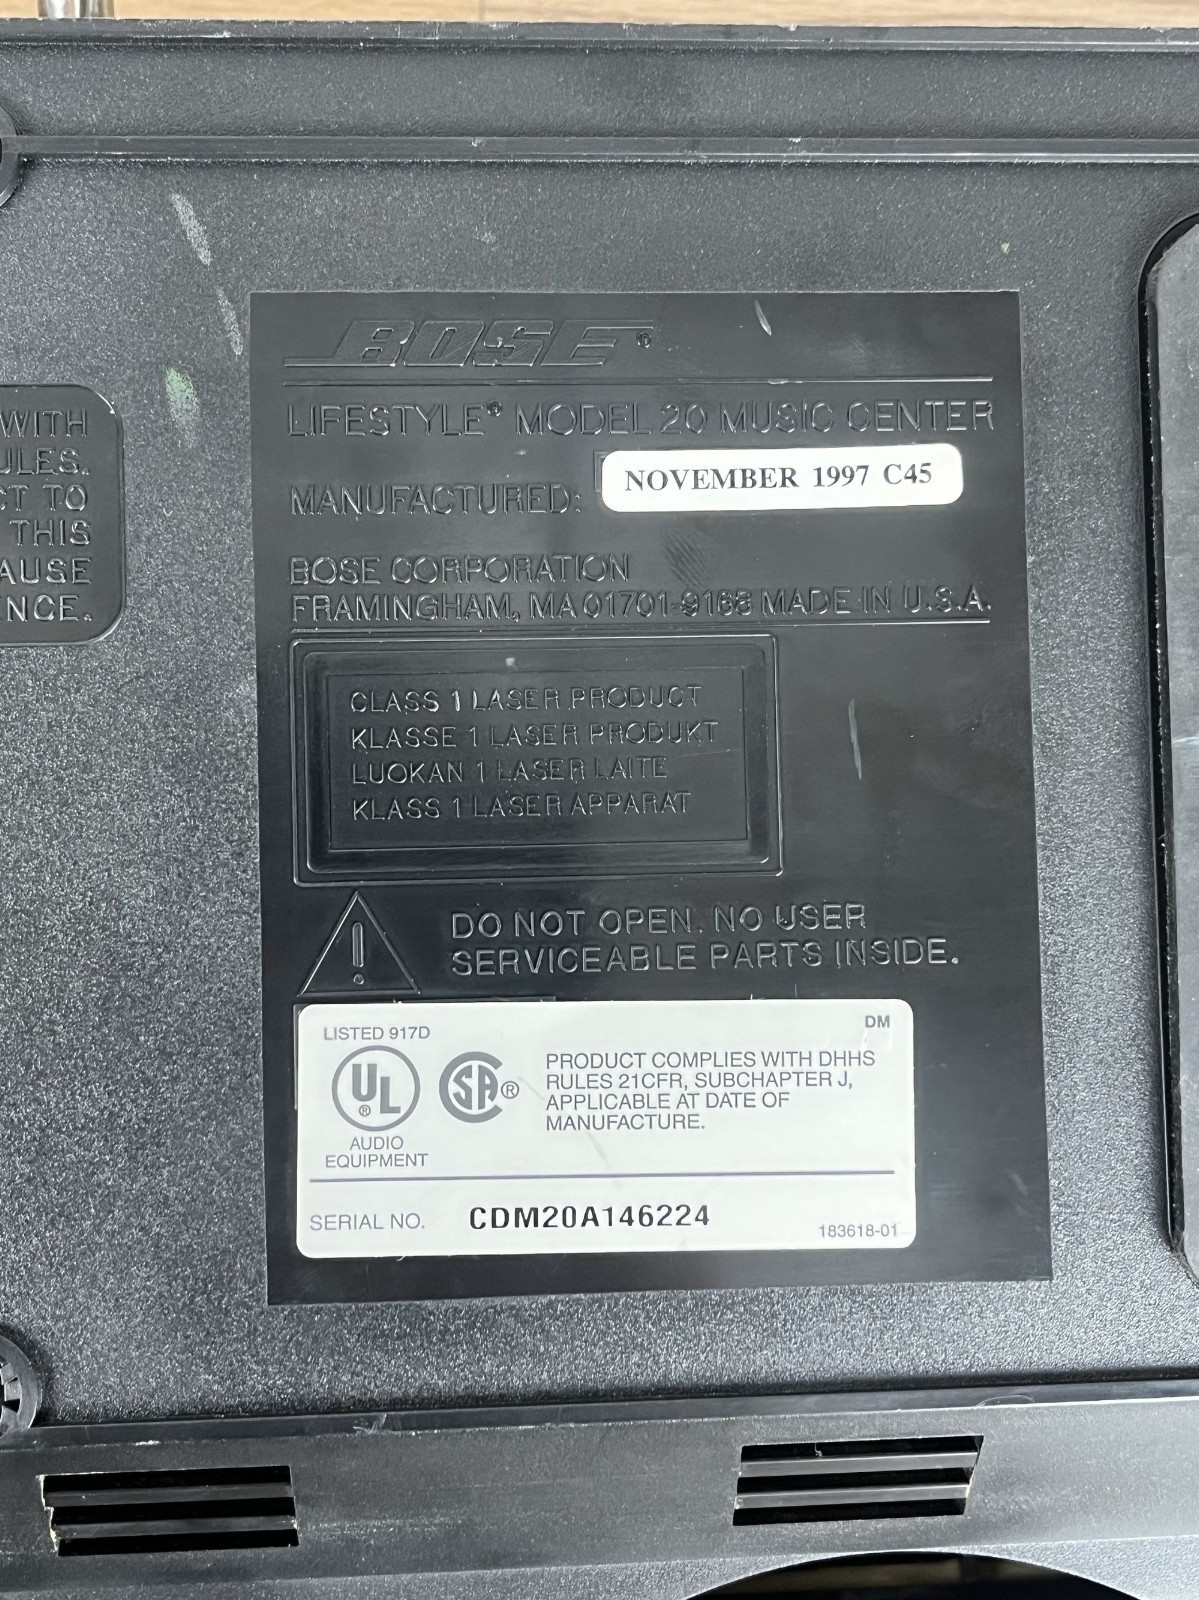 WITH
ULES.
CT TO
THIS
AUSE
ENCE.
BOSE®
LIFESTYLE® MODEL 20 MUSIC CENTER
MANUFACTURED: NOVEMBER 1997 C45
BOSE CORPORATION
FRAMINGHAM, MA 01701-9168 MADE IN U.S.A.
CLASS 1 LASER PRODUCT
KLASSE 1 LASER PRODUKT
LUOKAN 1 LASER LAITE
KLASS 1 LASER APPARAT
DO NOT OPEN. NO USER
SERVICEABLE PARTS INSIDE.
LISTED 917D
DM
UL®
SA®
AUDIO
EQUIPMENT
PRODUCT COMPLIES WITH DHHS
RULES 21CFR, SUBCHAPTER J,
APPLICABLE AT DATE OF
MANUFACTURE.
SERIAL NO. CDM20A146224
183618-01